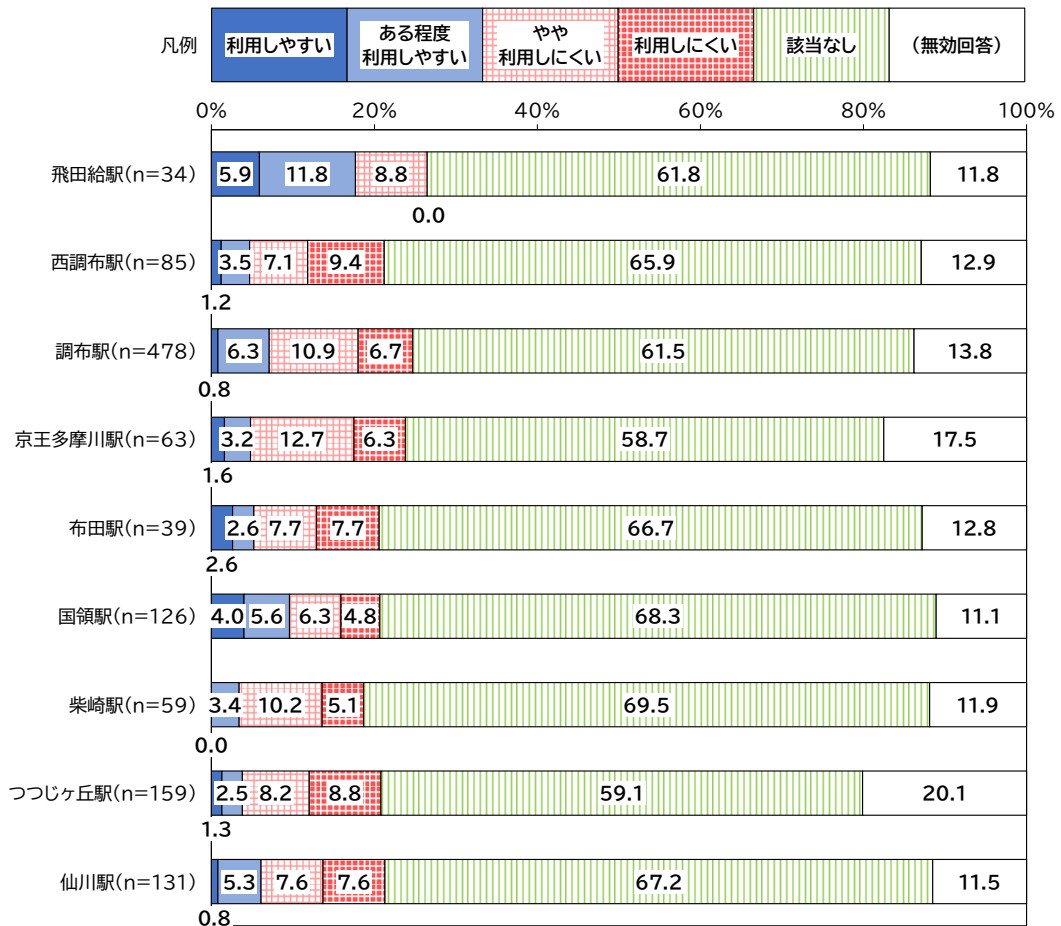 凡例
利用しやすい
ある程度
利用しやすい
やや
利用しにくい
利用しにくい
該当なし
（無効回答）
0% 20% 40% 60% 80% 100%
飛田給駅(n=34) 5.9 11.8 8.8 61.8 11.8
0.0
西調布駅(n=85) 3.5 7.1 9.4 65.9 12.9
1.2
調布駅(n=478) 6.3 10.9 6.7 61.5 13.8
0.8
京王多摩川駅(n=63) 3.2 12.7 6.3 58.7 17.5
1.6
布田駅(n=39) 2.6 7.7 7.7 66.7 12.8
2.6
国領駅(n=126) 4.0 5.6 6.3 4.8 68.3 11.1
柴崎駅(n=59) 3.4 10.2 5.1 69.5 11.9
0.0
つつじヶ丘駅(n=159) 2.5 8.2 8.8 59.1 20.1
1.3
仙川駅(n=131) 5.3 7.6 7.6 67.2 11.5
0.8